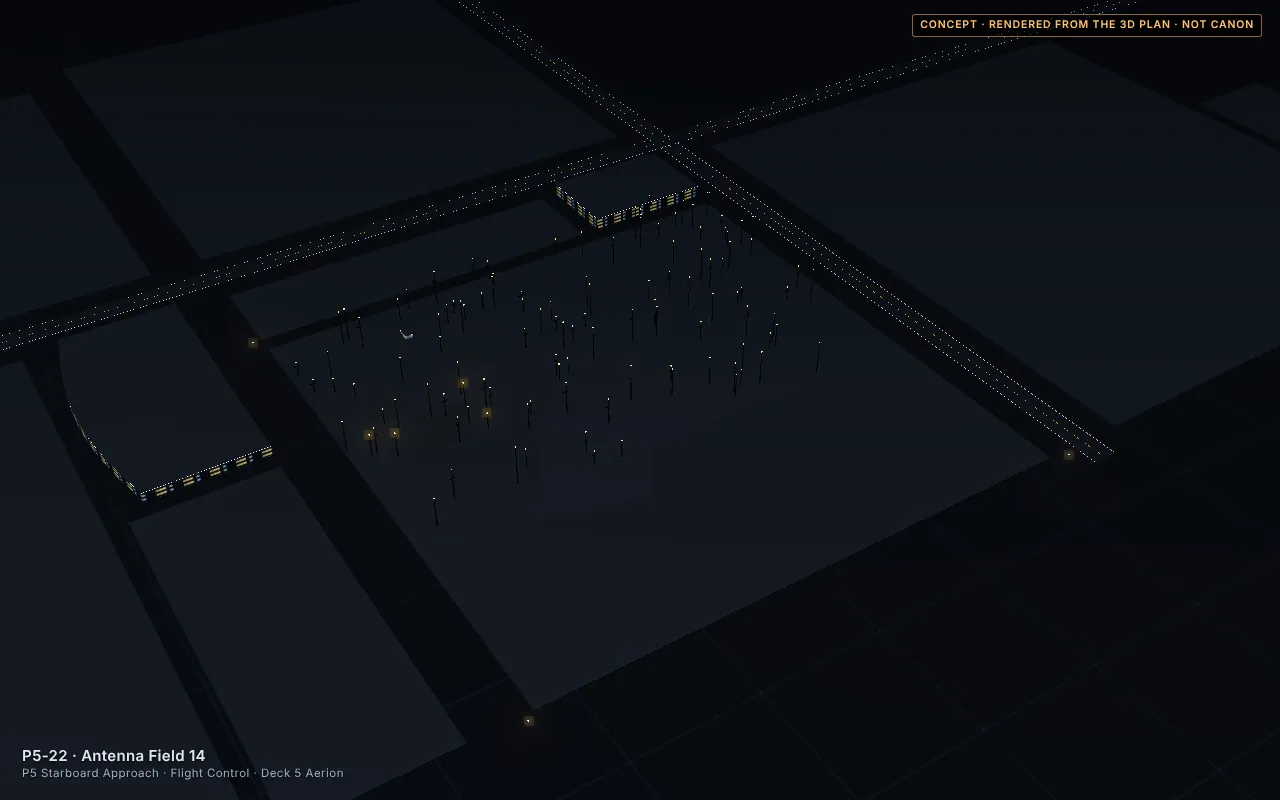 CONCEPT · RENDERED FROM THE 3D PLAN · NOT CANON
P5-22 · Antenna Field 14
P5 Starboard Approach · Flight Control · Deck 5 Aerion